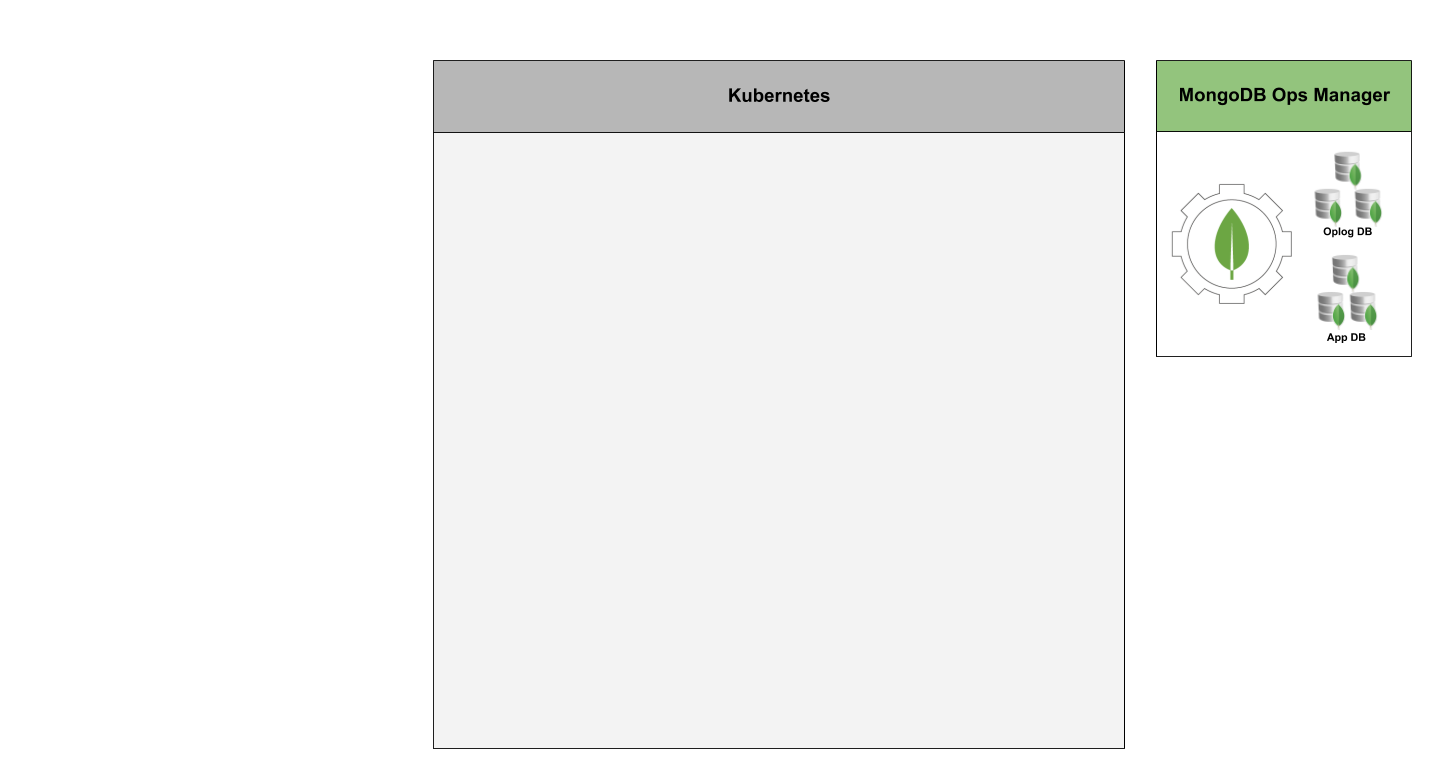 Kubernetes
MongoDB Ops Manager
Oplog DB
App DB